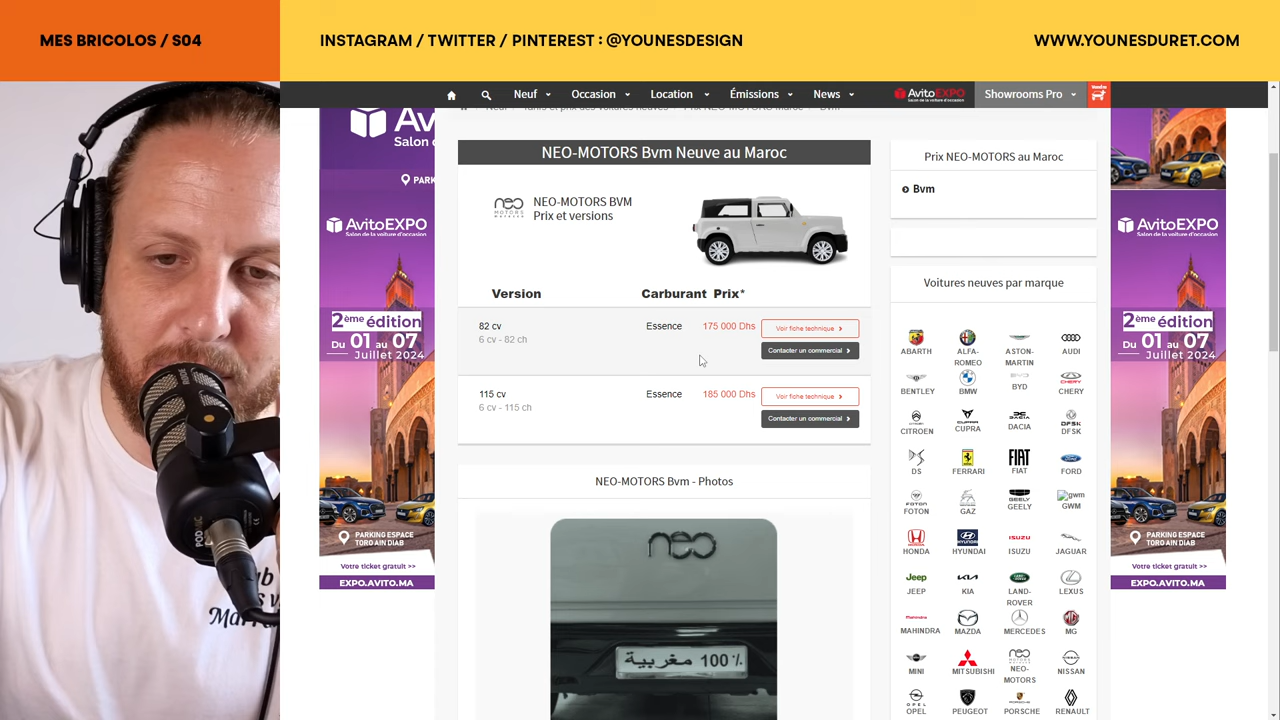 MES BRICOLOS / S04
INSTAGRAM / TWITTER / PINTEREST : @YOUNESDESIGN
WWW.YOUNESDURET.COM
Neuf
Occasion
Location
Émissions
News
AvitoEXPO
Salon de la voiture d'occasion
Showrooms Pro
Vendre
AvitoEXPO
Salon de la voiture d'occasion
2ème édition
Du 01 au 07
Juillet 2024
PARKING ESPACE
TORO AIN DIAB
Votre ticket gratuit >>
EXPO.AVITO.MA
NEO-MOTORS Bvm Neuve au Maroc
neo
MOTORS
NEO-MOTORS BVM
Prix et versions
Version
Carburant Prix*
82 cv
6 cv - 82 ch
Essence
175 000 Dhs
Voir fiche technique
Contacter un commercial
115 cv
6 cv - 115 ch
Essence
185 000 Dhs
Voir fiche technique
Contacter un commercial
NEO-MOTORS Bvm - Photos
neo
100٪ مغربية
Prix NEO-MOTORS au Maroc
Bvm
Voitures neuves par marque
ABARTH
ALFA-ROMEO
ASTON-MARTIN
AUDI
BENTLEY
BMW
BYD
CHERY
CITROEN
CUPRA
DACIA
DFSK
DS
FERRARI
FIAT
FORD
FOTON
GAZ
GEELY
gwm
GWM
HONDA
HYUNDAI
ISUZU
JAGUAR
JEEP
KIA
LAND-ROVER
LEXUS
MAHINDRA
MAZDA
MERCEDES
MG
MINI
MITSUBISHI
NEO-MOTORS
NISSAN
OPEL
PEUGEOT
PORSCHE
RENAULT
AvitoEXPO
Salon de la voiture d'occasion
2ème édition
Du 01 au 07
Juillet 2024
PARKING ESPACE
TORO AIN DIAB
Votre ticket gratuit >>
EXPO.AVITO.MA